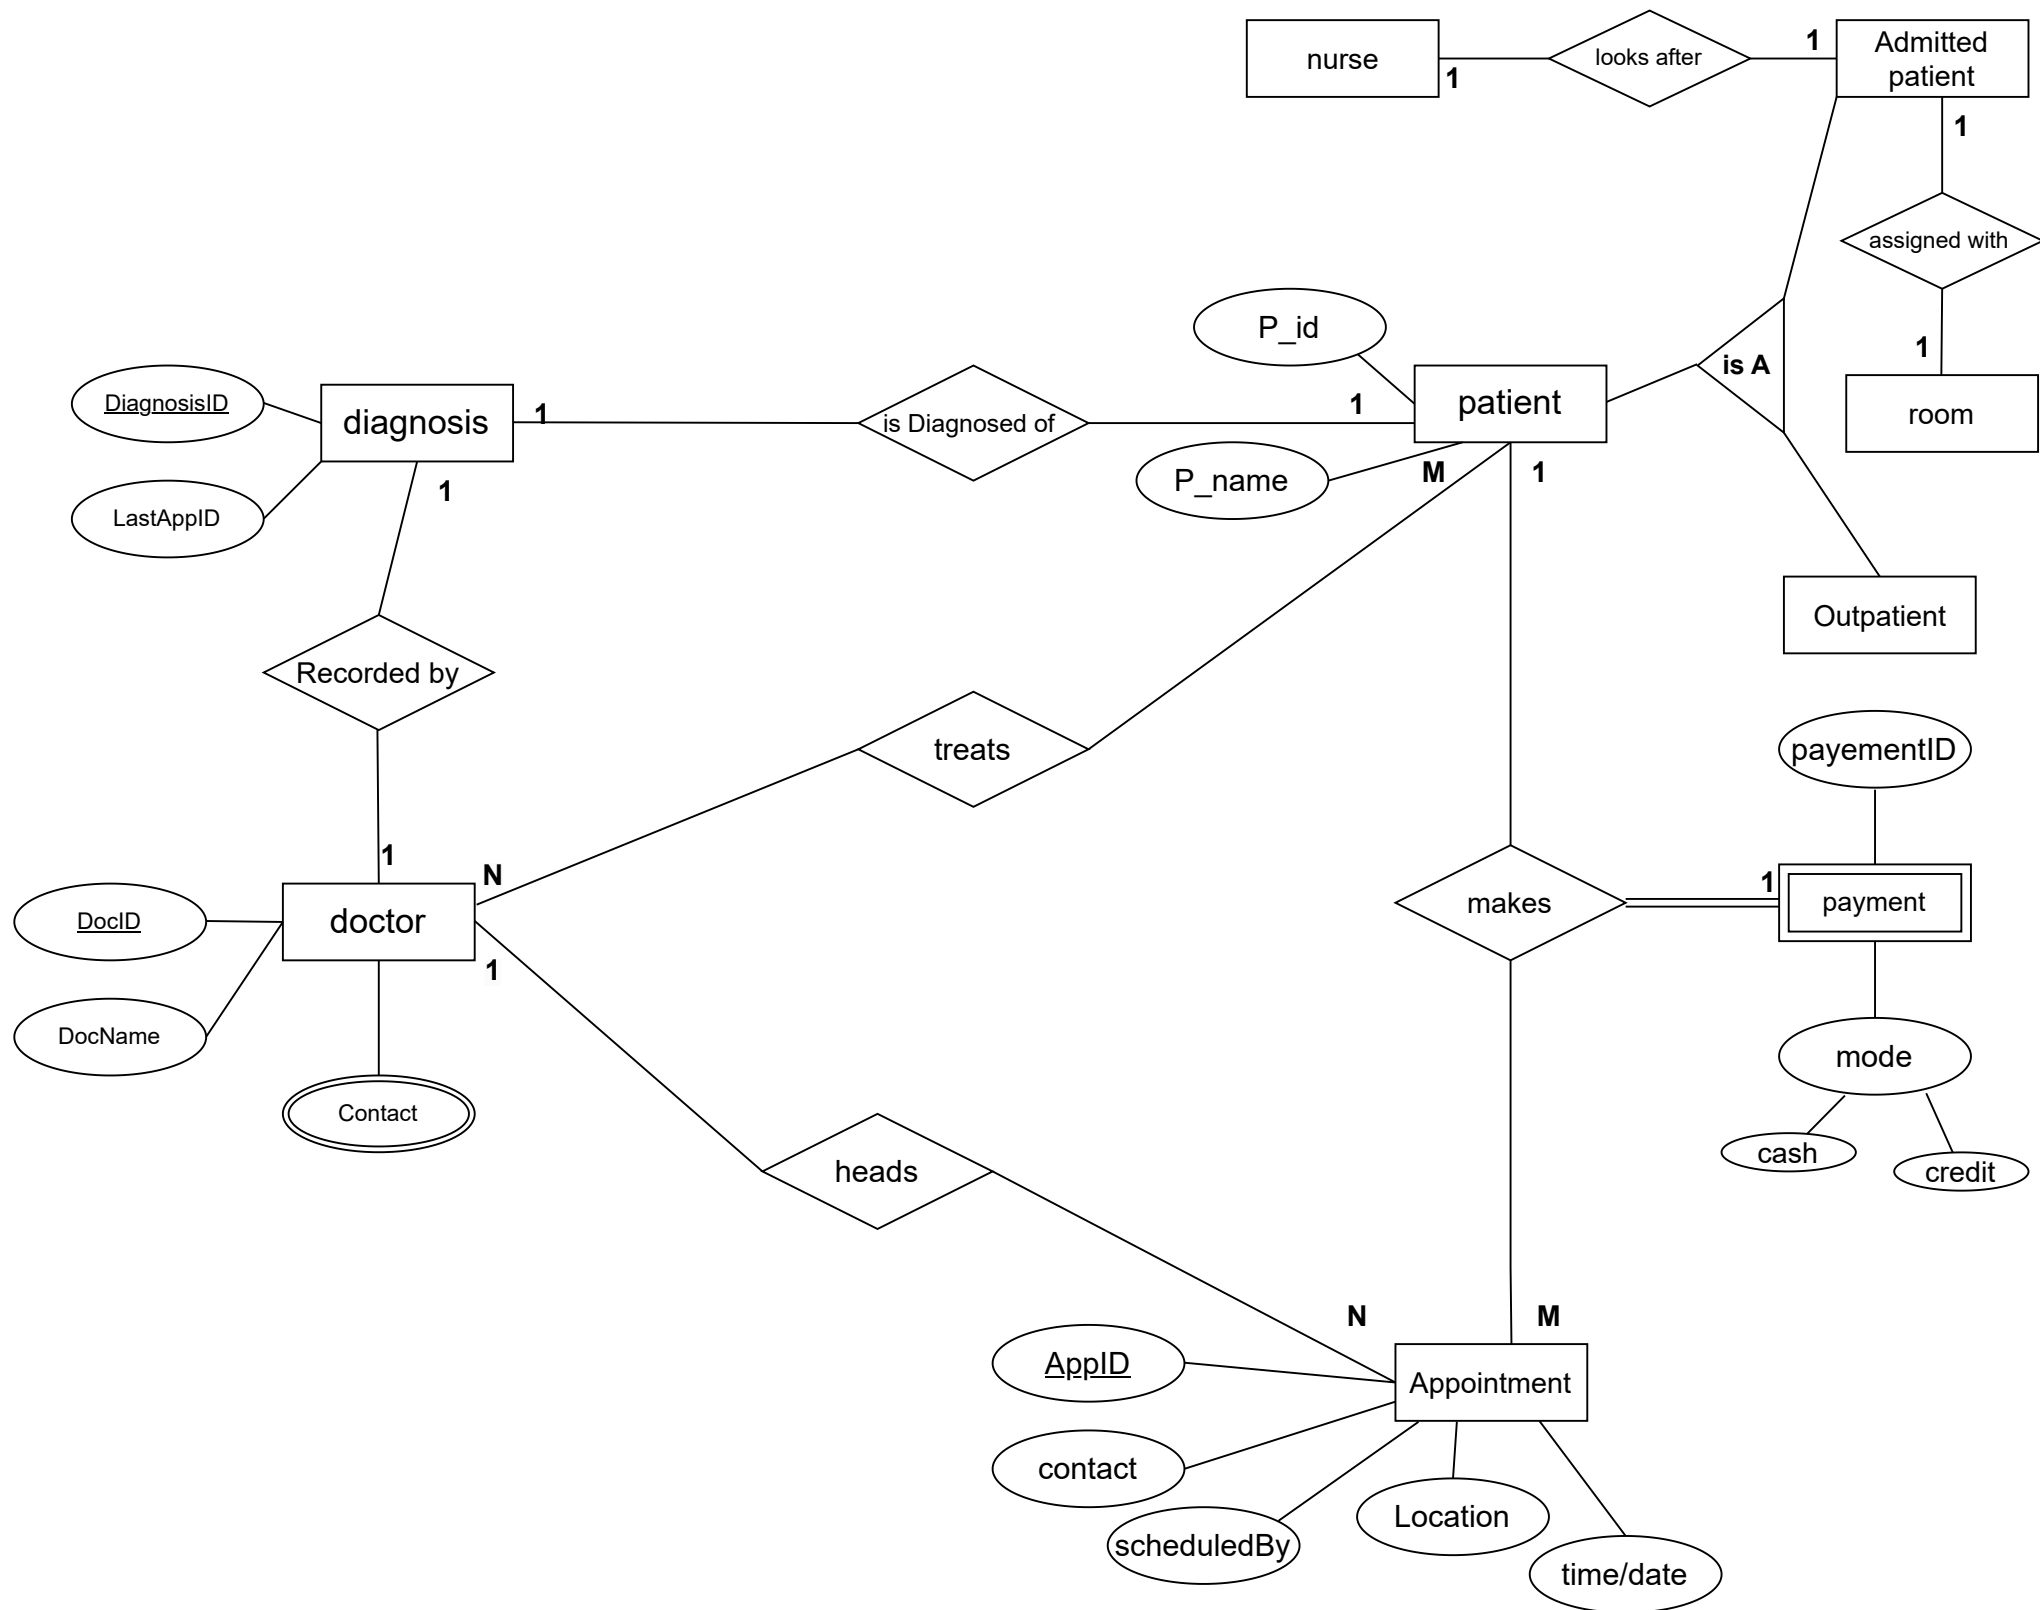 nurse
1
looks after
1
Admitted
patient
1
assigned with
1
room
P_id
is A
DiagnosisID
diagnosis
1
is Diagnosed of
1
patient
P_name
M
1
LastAppID
1
Outpatient
Recorded by
treats
payementID
1
N
makes
1
payment
DocID
doctor
1
DocName
Contact
mode
cash
credit
heads
N
M
AppID
Appointment
contact
scheduledBy
Location
time/date